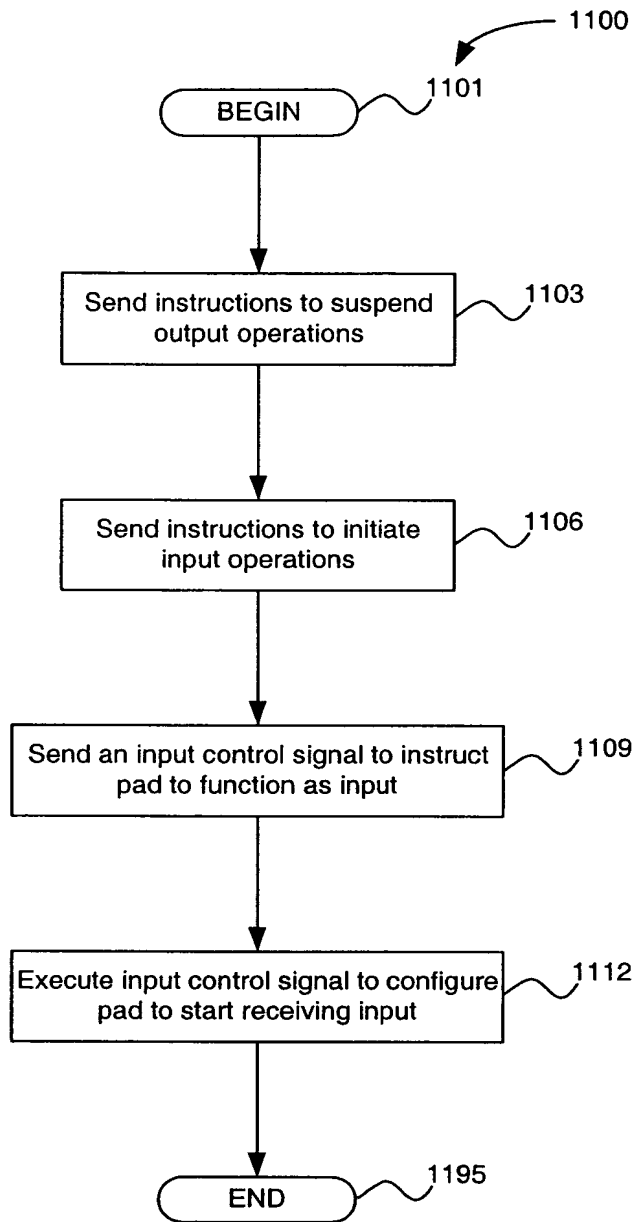 1100
1101
BEGIN
Send instructions to suspend
output operations
1103
Send instructions to initiate
input operations
1106
Send an input control signal to instruct
pad to function as input
1109
Execute input control signal to configure
pad to start receiving input
1112
END
1195